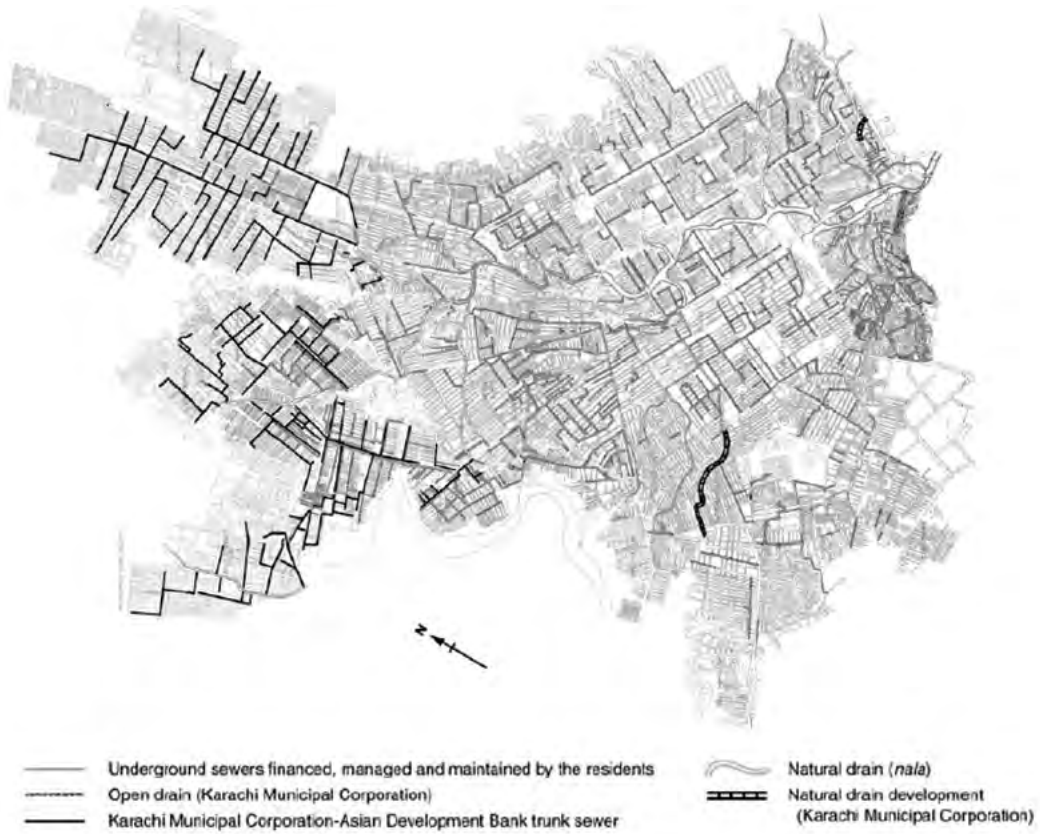 N
Underground sewers financed, managed and maintained by the residents
Open drain (Karachi Municipal Corporation)
Karachi Municipal Corporation-Asian Development Bank trunk sewer
Natural drain (nala)
Natural drain development
(Karachi Municipal Corporation)